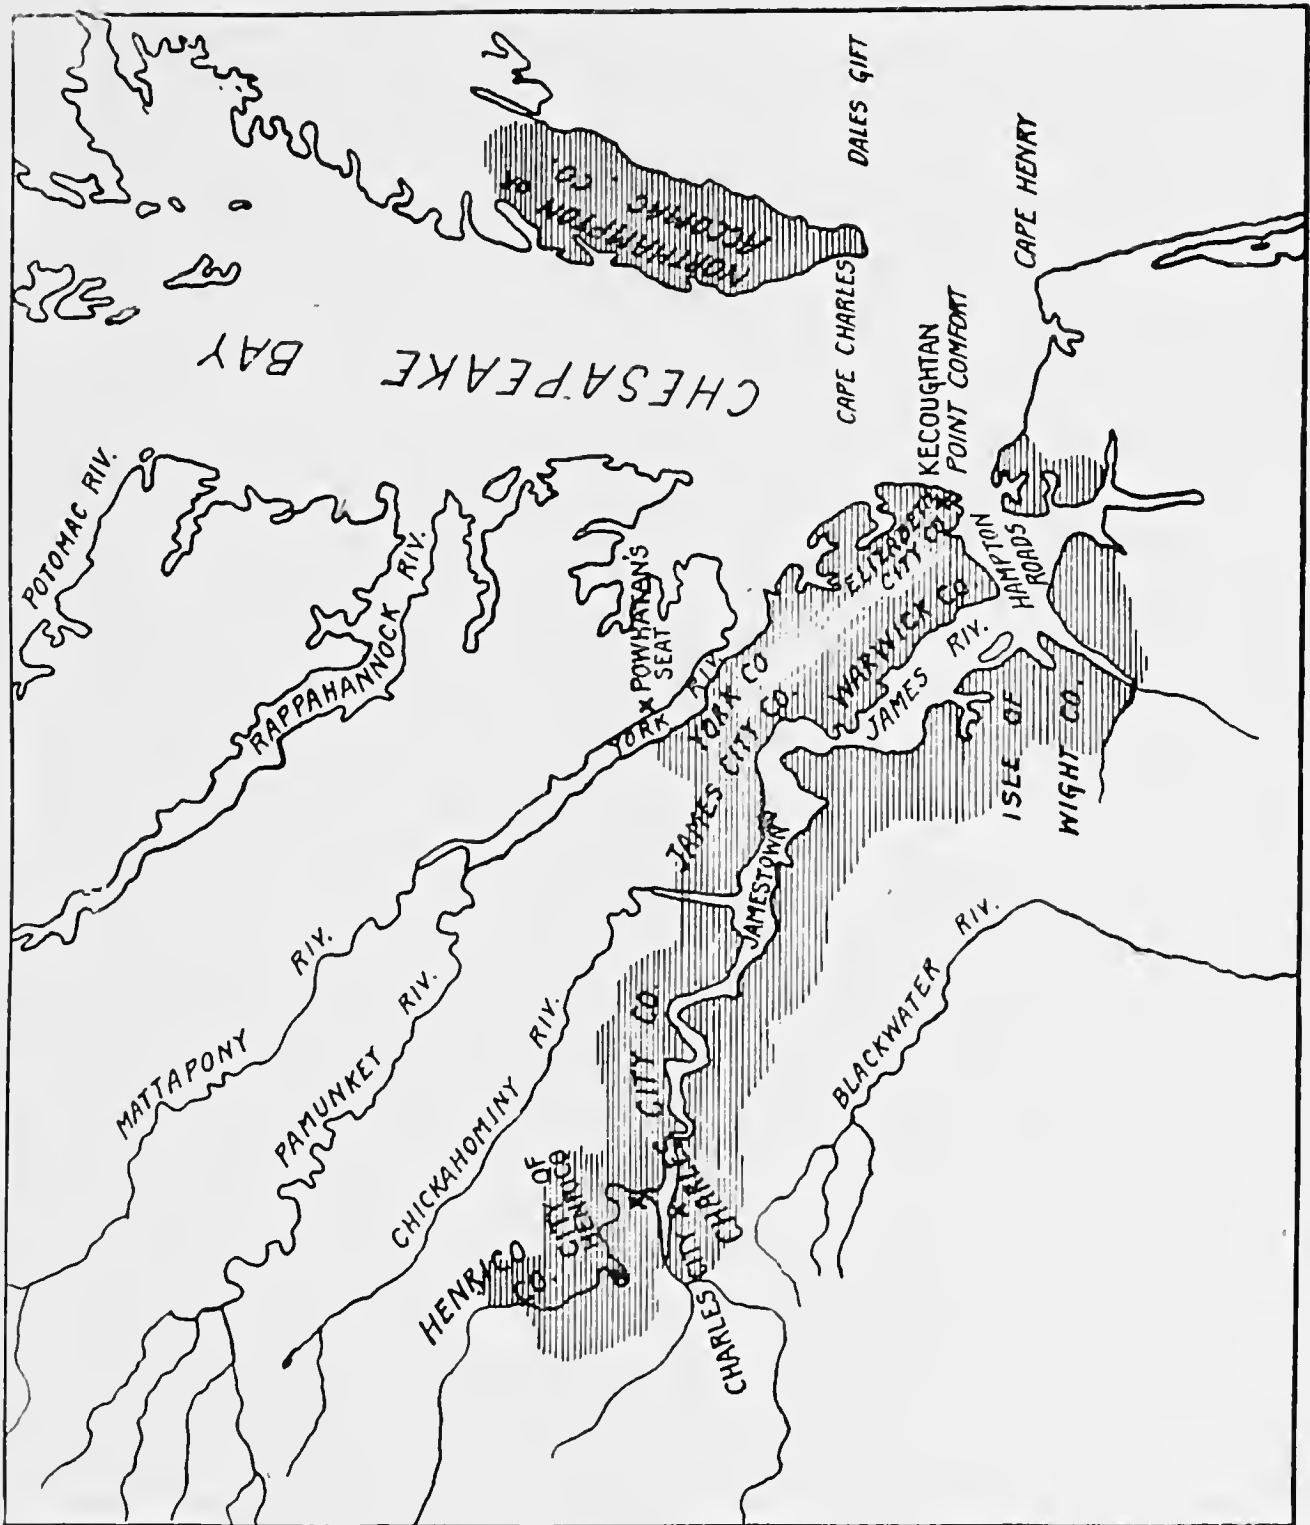 POTOMAC RIV.
RAPPAHANNOCK RIV.
CHESAPEAKE BAY
NORTHAMPTON or
ACCOMAC CO.
DALES GIFT
CAPE CHARLES
CAPE HENRY
KECOUGHTAN
POINT COMFORT
HAMPTON
ROADS
ELIZABETH
CITY CO.
WARWICK CO.
JAMES RIV.
YORK CO
JAMES CITY CO.
YORK RIV.
POWHATAN'S
SEAT
JAMESTOWN
ISLE OF
WIGHT CO.
BLACKWATER RIV.
MATTAPONY RIV.
PAMUNKEY RIV.
CHICKAHOMINY RIV.
CHARLES CITY CO.
CITY OF
HENRICO
HENRICO
CO.
CHARLES CITY